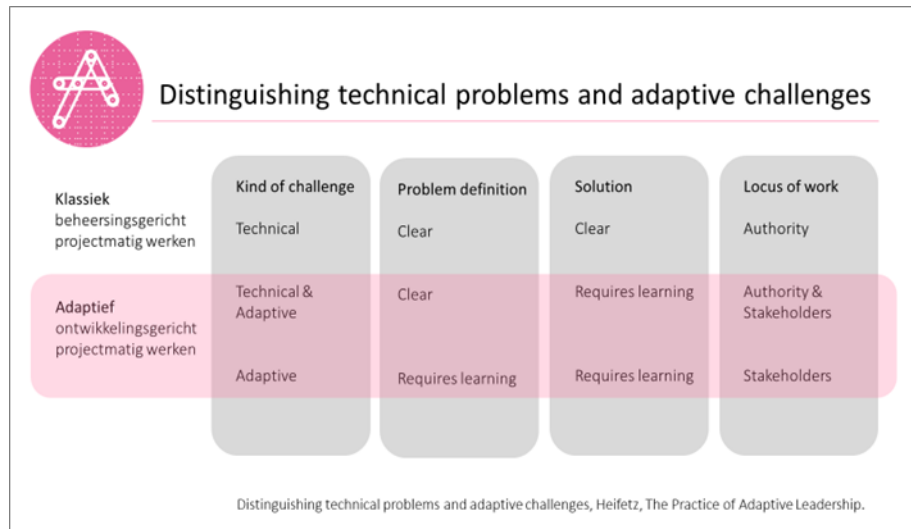 Distinguishing technical problems and adaptive challenges
Kind of challenge Problem definition Solution Locus of work
Klassiek
beheersingsgericht
projectmatig werken
Technical Clear Clear Authority
Adaptief
ontwikkelingsgericht
projectmatig werken
Technical &
Adaptive
Clear
Requires learning
Authority &
Stakeholders
Adaptive Requires learning Requires learning Stakeholders
Distinguishing technical problems and adaptive challenges, Heifetz, The Practice of Adaptive Leadership.